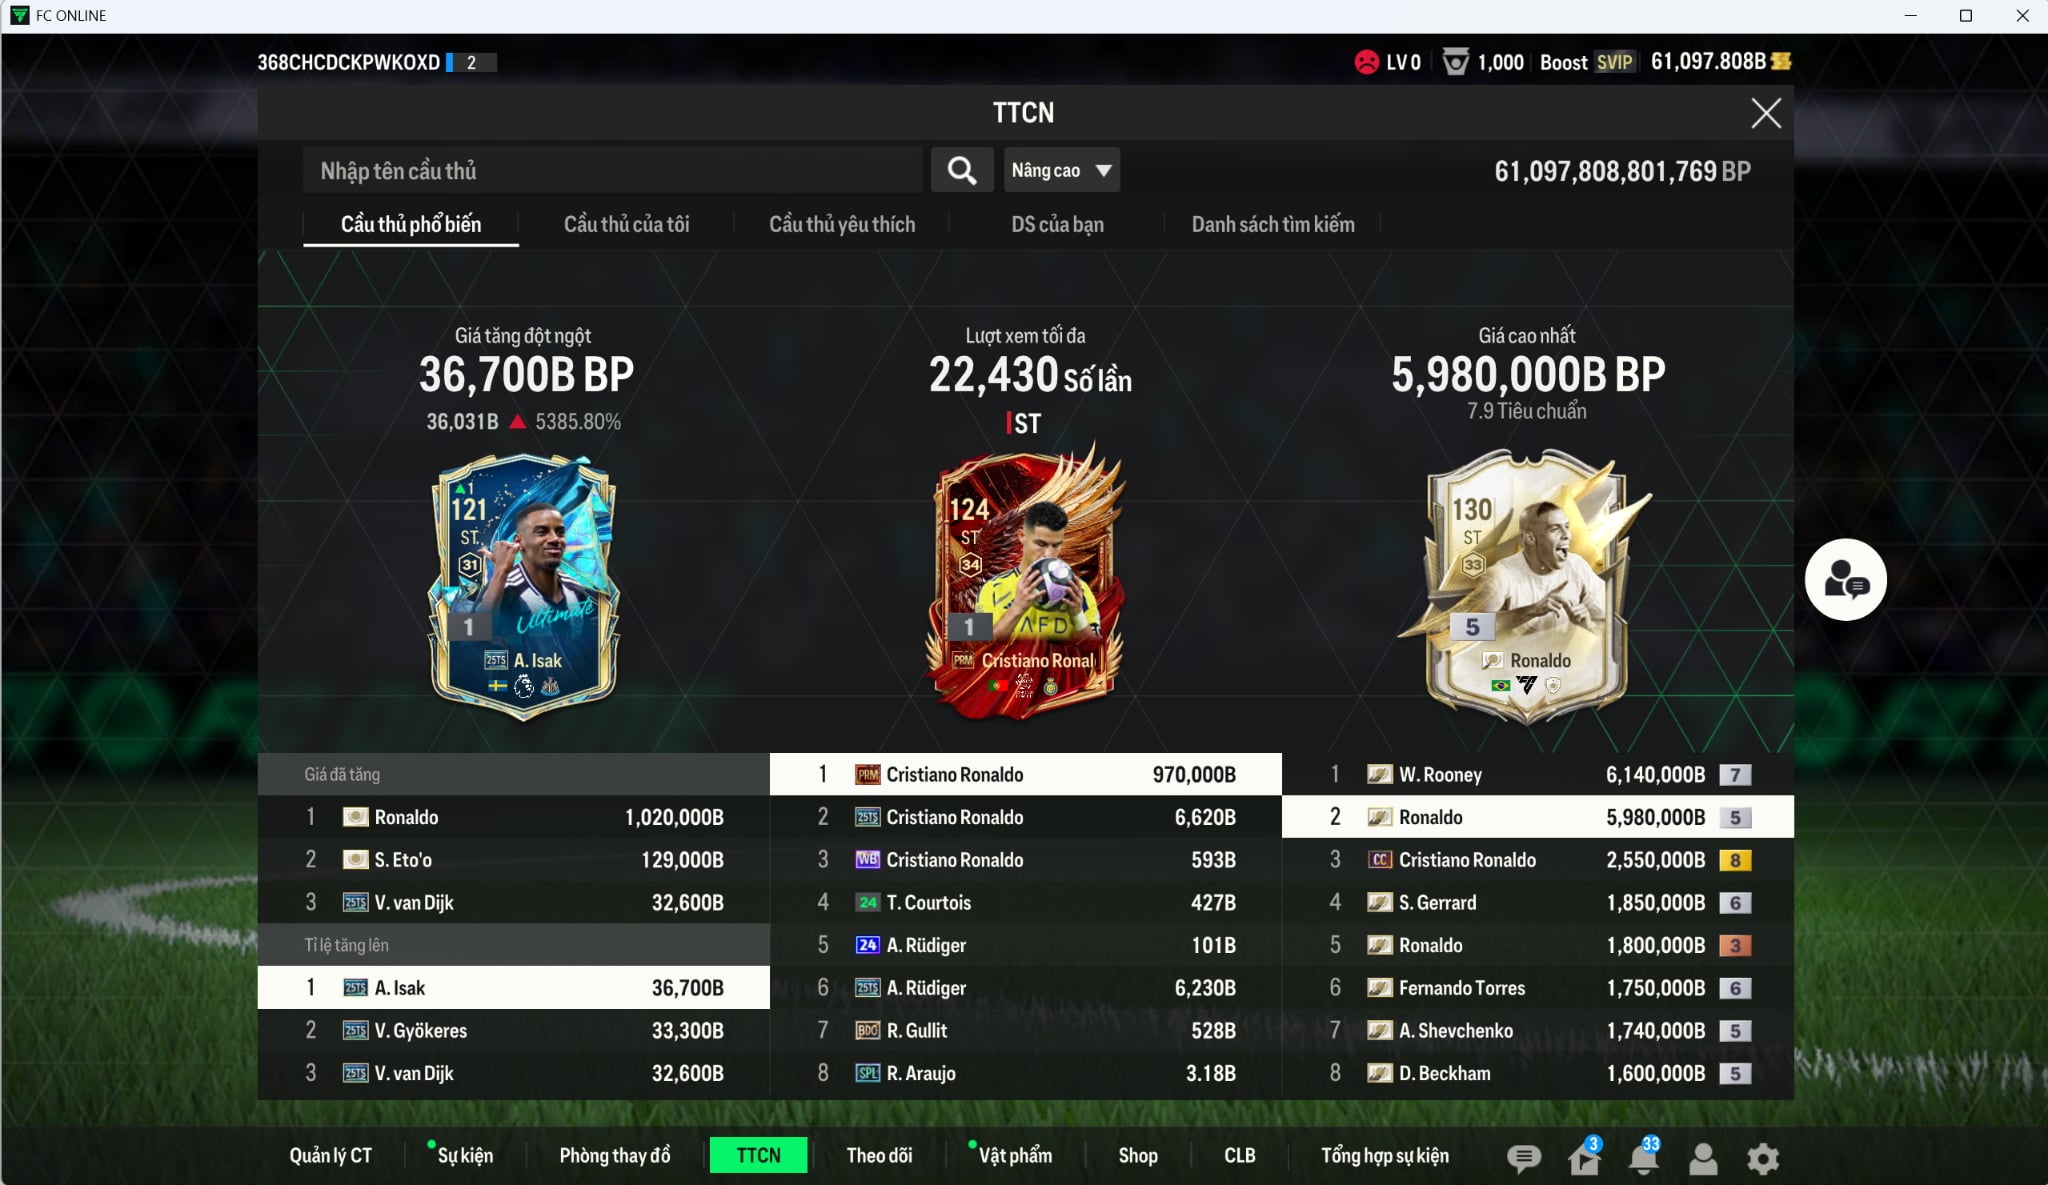 FC ONLINE
368CHCDCKPWKOXD 2
LV 0 1,000 Boost SVIP 61,097.808B
TTCN
Nhập tên cầu thủ
Nâng cao
61,097,808,801,769 BP
Cầu thủ phổ biến
Cầu thủ của tôi
Cầu thủ yêu thích
DS của bạn
Danh sách tìm kiếm
Giá tăng đột ngột
36,700B BP
36,031B ▲ 5385.80%
1
121
ST
31
Ultimate
1
25TS A. Isak
Lượt xem tối đa
22,430 Số lần
ST
124
ST
34
AFD
1
PRM Cristiano Ronal
Giá cao nhất
5,980,000B BP
7.9 Tiêu chuẩn
130
ST
33
5
Ronaldo
Giá đã tăng
1 Ronaldo 1,020,000B
2 S. Eto'o 129,000B
3 25TS V. van Dijk 32,600B
Tỉ lệ tăng lên
1 25TS A. Isak 36,700B
2 25TS V. Gyökeres 33,300B
3 25TS V. van Dijk 32,600B
1 PRM Cristiano Ronaldo 970,000B
2 25TS Cristiano Ronaldo 6,620B
3 WB Cristiano Ronaldo 593B
4 24 T. Courtois 427B
5 24 A. Rüdiger 101B
6 25TS A. Rüdiger 6,230B
7 BDO R. Gullit 528B
8 SPL R. Araujo 3.18B
1 W. Rooney 6,140,000B 7
2 Ronaldo 5,980,000B 5
3 CC Cristiano Ronaldo 2,550,000B 8
4 S. Gerrard 1,850,000B 6
5 Ronaldo 1,800,000B 3
6 Fernando Torres 1,750,000B 6
7 A. Shevchenko 1,740,000B 5
8 D. Beckham 1,600,000B 5
Quản lý CT
Sự kiện
Phòng thay đồ
TTCN
Theo dõi
Vật phẩm
Shop
CLB
Tổng hợp sự kiện
3
33